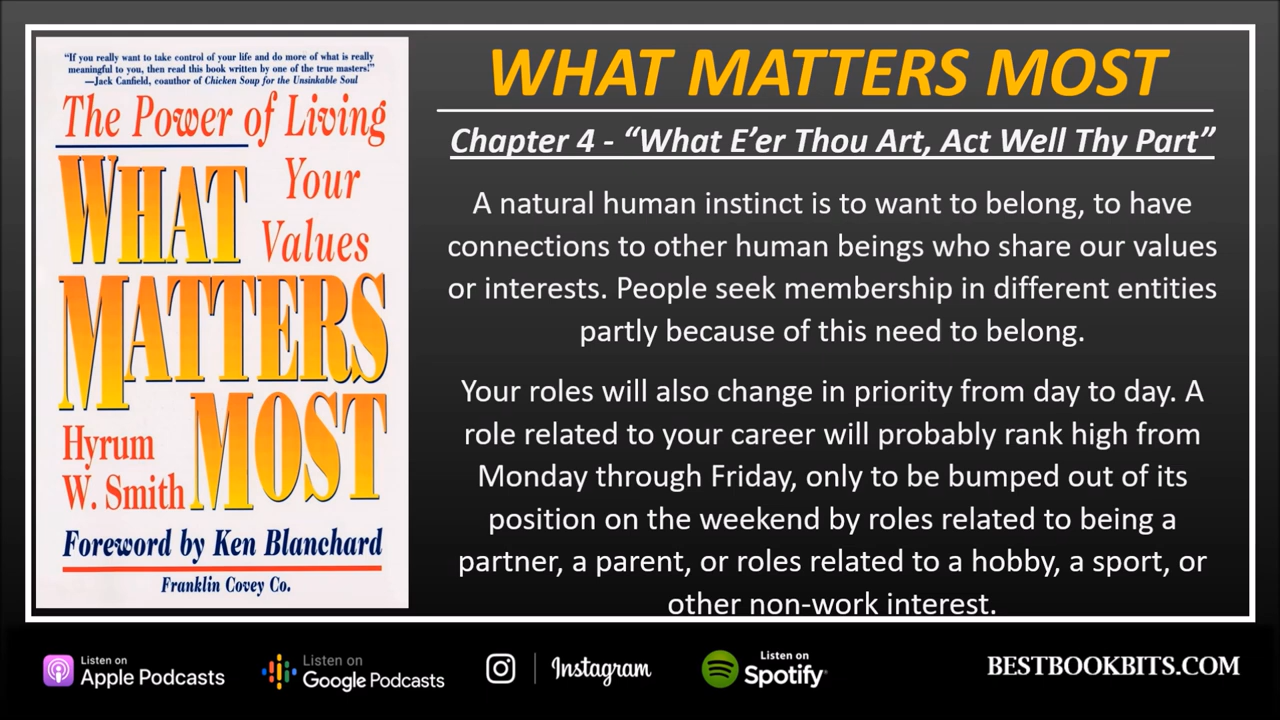 “If you really want to take control of your life and do more of what is really
meaningful to you, then read this book written by one of the true masters!”
—Jack Canfield, coauthor of Chicken Soup for the Unsinkable Soul
The Power of Living
Your
Values
WHAT
MATTERS
MOST
Hyrum
W. Smith
Foreword by Ken Blanchard
Franklin Covey Co.
WHAT MATTERS MOST
Chapter 4 - “What E’er Thou Art, Act Well Thy Part”
A natural human instinct is to want to belong, to have
connections to other human beings who share our values
or interests. People seek membership in different entities
partly because of this need to belong.
Your roles will also change in priority from day to day. A
role related to your career will probably rank high from
Monday through Friday, only to be bumped out of its
position on the weekend by roles related to being a
partner, a parent, or roles related to a hobby, a sport, or
other non-work interest.
Listen on
Apple Podcasts
Listen on
Google Podcasts
Instagram
Listen on
Spotify
BESTBOOKBITS.COM